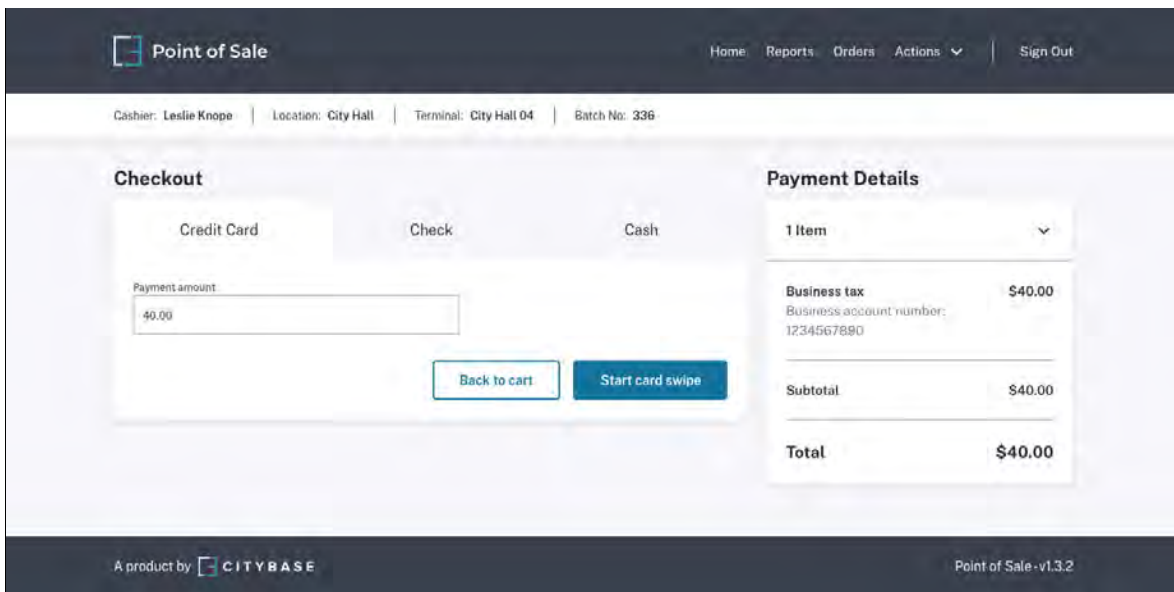 Point of Sale
Home Reports Orders Actions Sign Out
Cashier: Leslie Knope Location: City Hall Terminal: City Hall 04 Batch No: 336
Checkout
Credit Card Check Cash
Payment amount
40.00
Back to cart Start card swipe
Payment Details
1 Item
Business tax $40.00
Business account number:
1234567890
Subtotal $40.00
Total $40.00
A product by CITYBASE
Point of Sale - v1.3.2